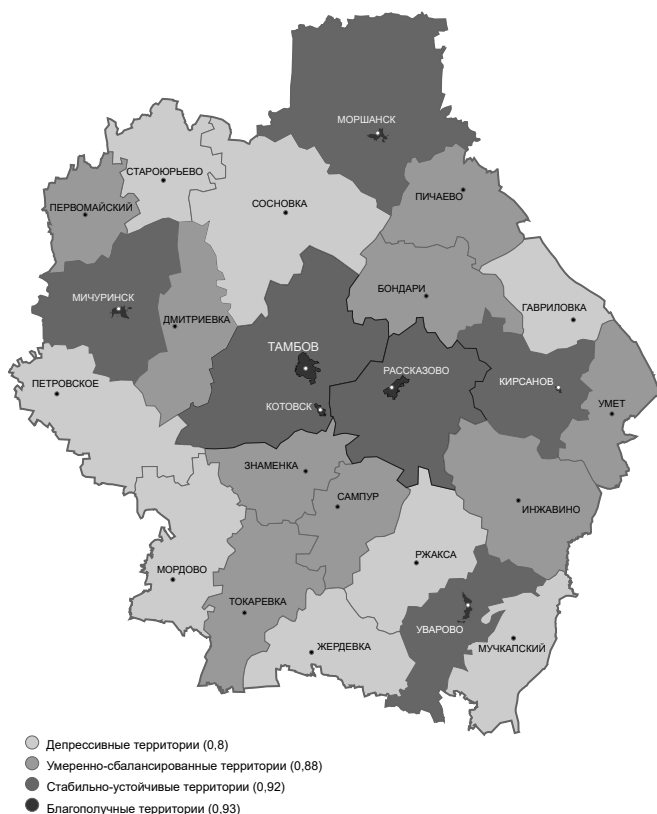 МОРШАНСК
СТАРОЮРЬЕВО
ПИЧАЕВО
СОСНОВКА
ПЕРВОМАЙСКИЙ
БОНДАРИ
МИЧУРИНСК
ГАВРИЛОВКА
ДМИТРИЕВКА
ТАМБОВ
РАССКАЗОВО
КИРСАНОВ
ПЕТРОВСКОЕ
УМЕТ
КОТОВСК
ЗНАМЕНКА
САМПУР
ИНЖАВИНО
РЖАКСА
МОРДОВО
ТОКАРЕВКА
УВАРОВО
ЖЕРДЕВКА
МУЧКАПСКИЙ
Депрессивные территории (0,8)
Умеренно-сбалансированные территории (0,88)
Стабильно-устойчивые территории (0,92)
Благополучные территории (0,93)